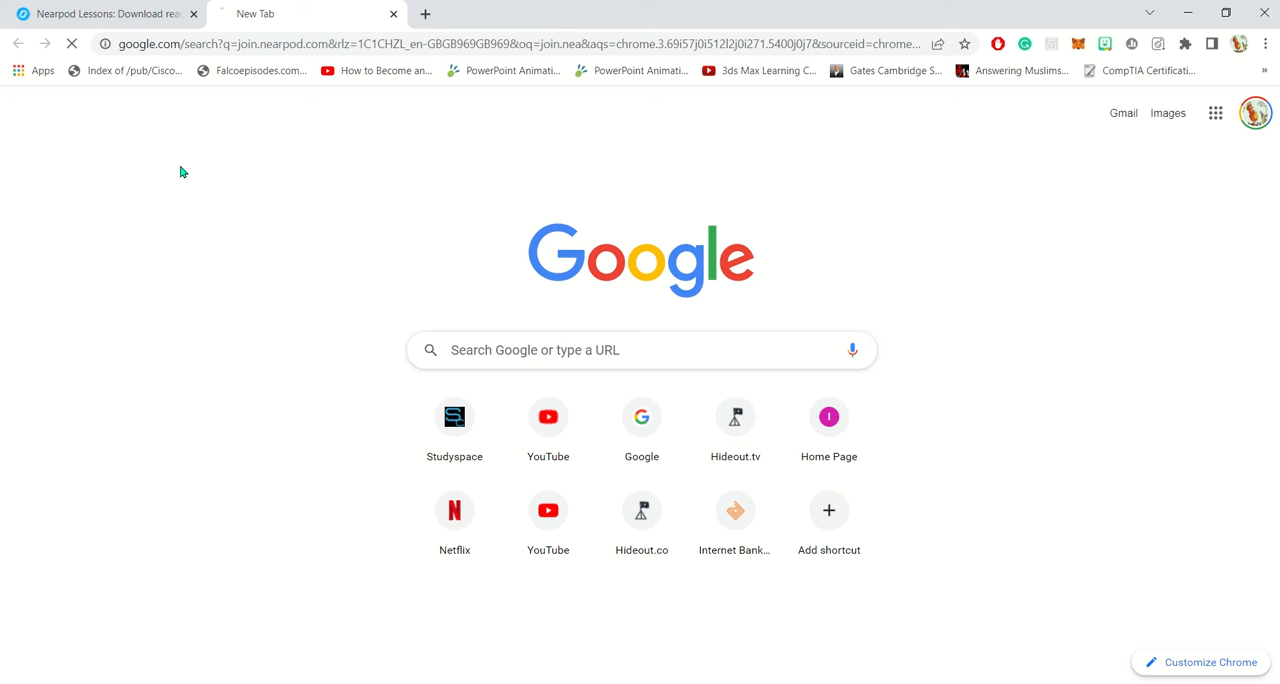 Nearpod Lessons: Download rea
New Tab
google.com/search?q=join.nearpod.com&rlz=1C1CHZL_en-GBGB969GB969&oq=join.nea&aqs=chrome.3.69i57j0i512l2j0i271.5400j0j7&sourceid=chrome...
Apps
Index of /pub/Cisco...
Falcoepisodes.com...
How to Become an...
PowerPoint Animati...
PowerPoint Animati...
3ds Max Learning C...
Gates Cambridge S...
Answering Muslims...
CompTIA Certificati...
»
Gmail
Images
Google
Search Google or type a URL
Studyspace
YouTube
Google
Hideout.tv
I
Home Page
N
Netflix
YouTube
Hideout.co
Internet Bank...
Add shortcut
Customize Chrome